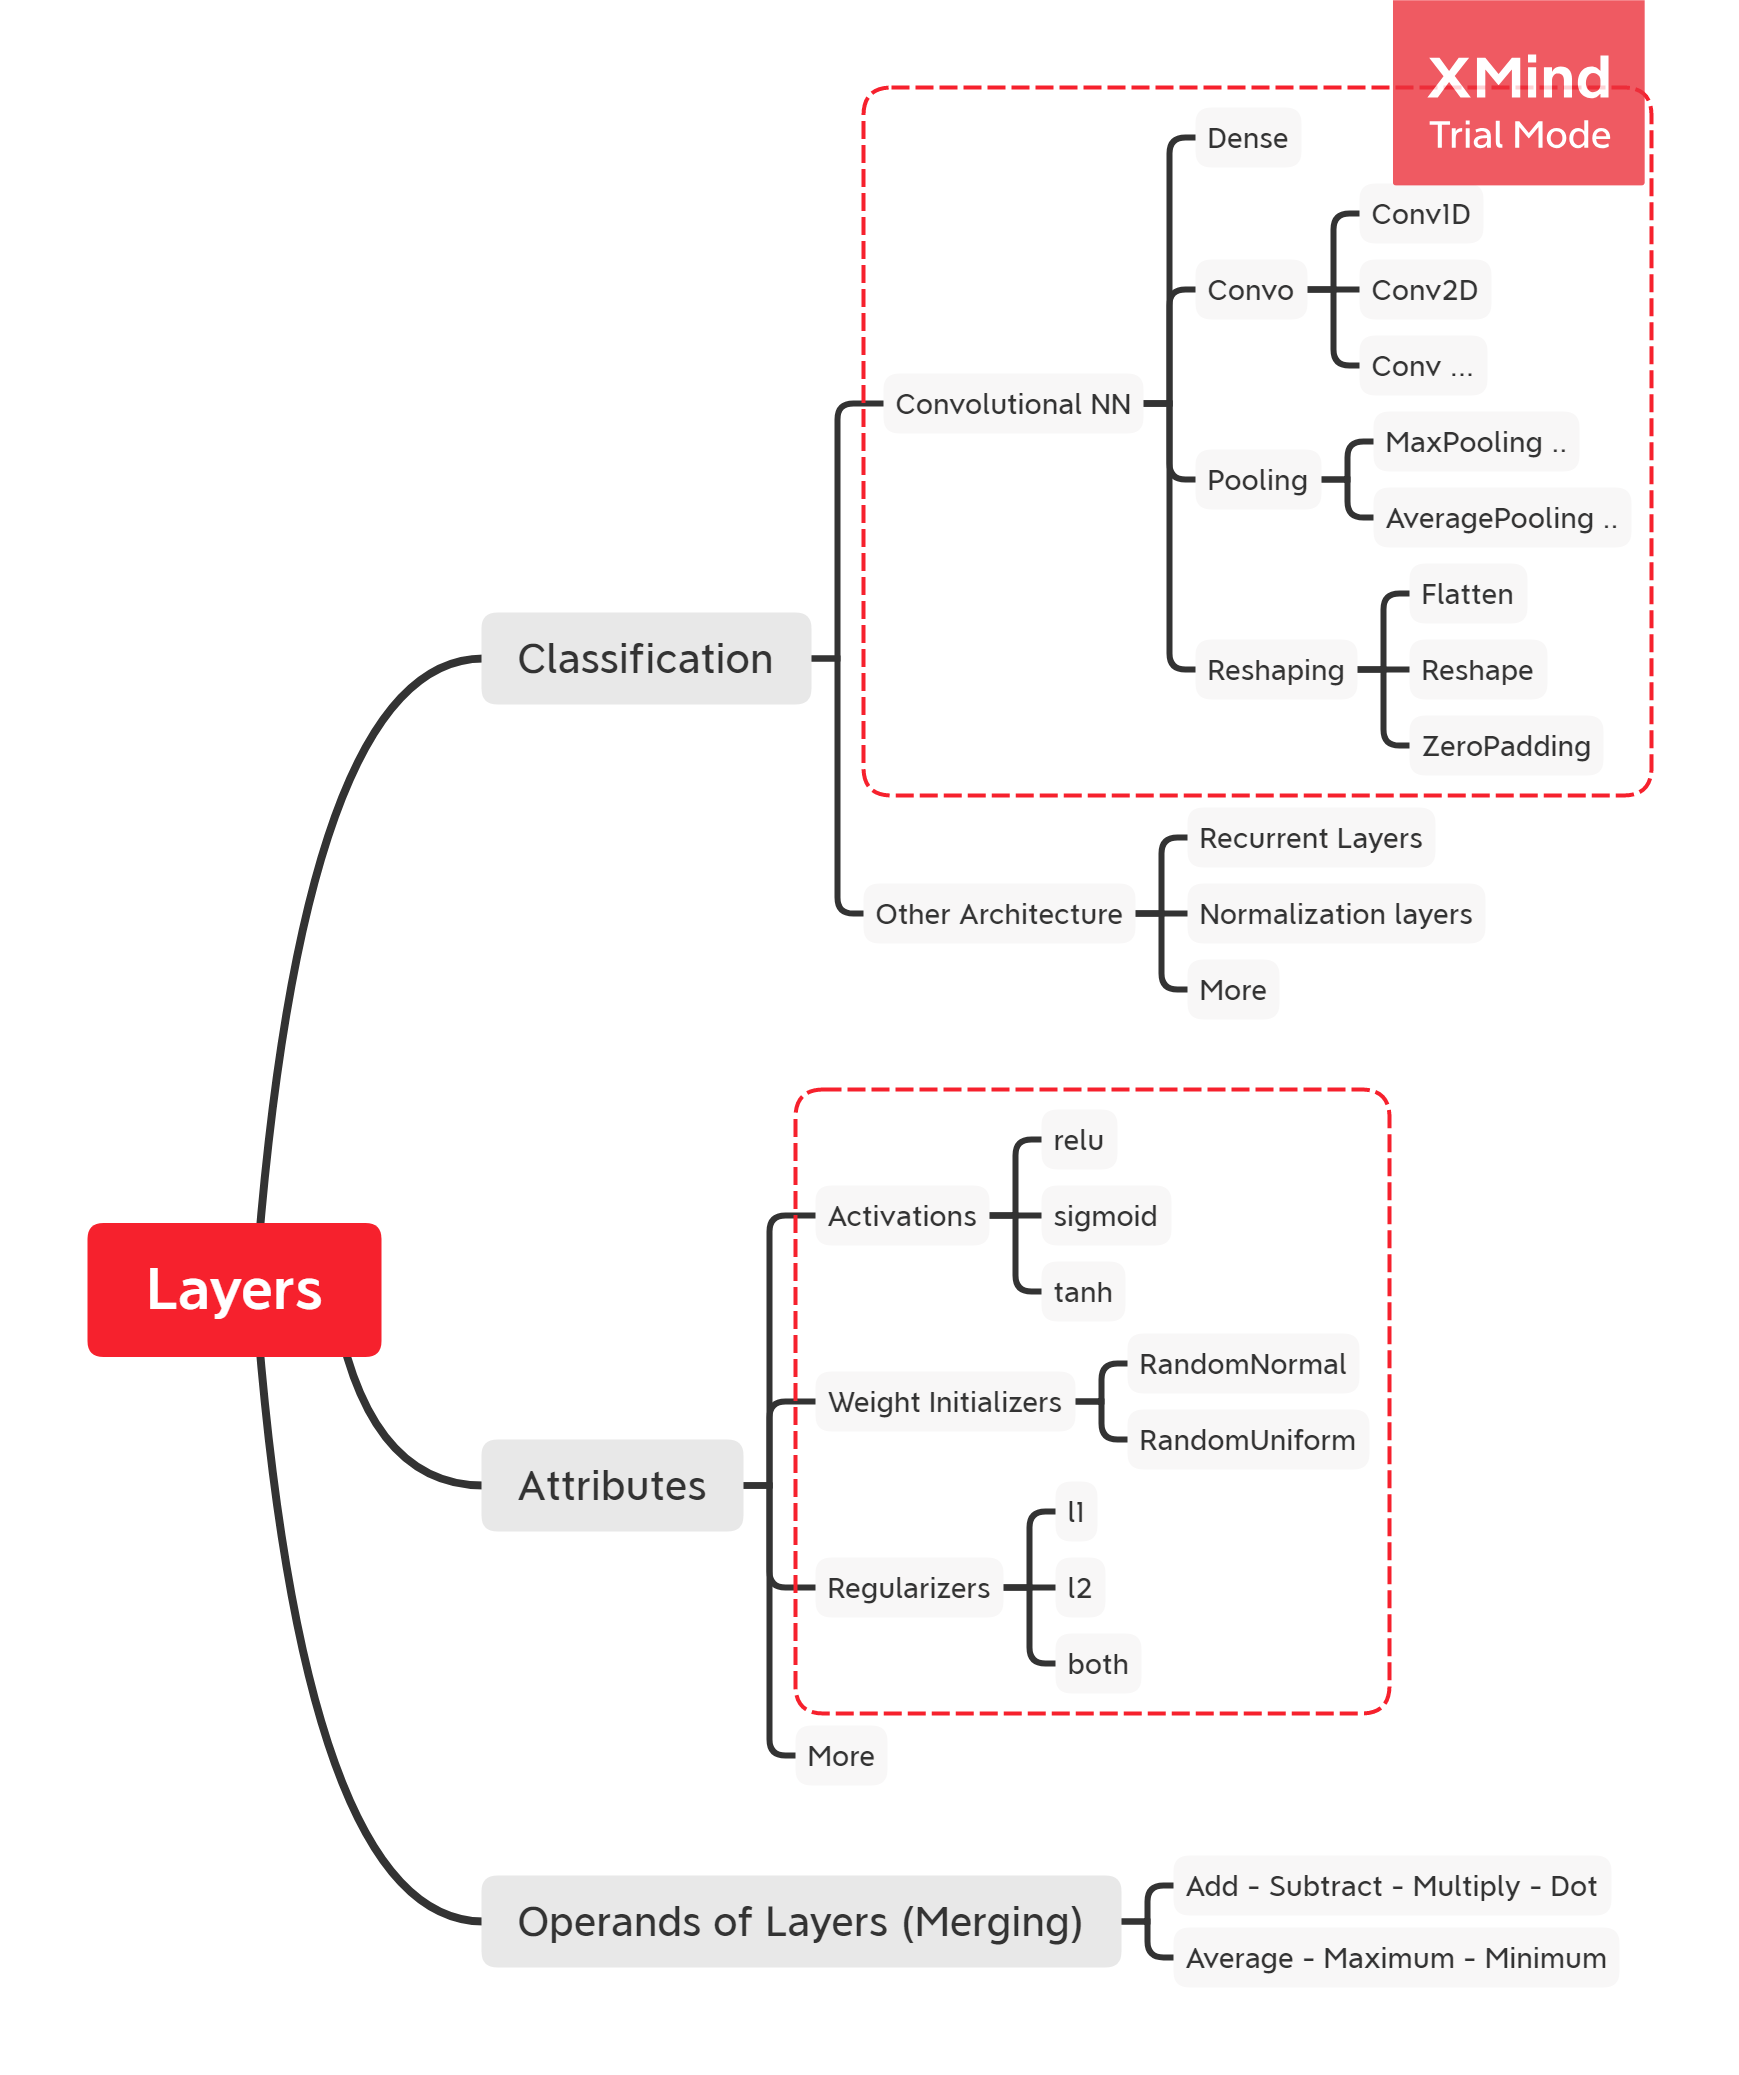 XMind
Trial Mode
Dense
Conv1D
Convo
Conv2D
Conv ...
Convolutional NN
MaxPooling ..
Pooling
AveragePooling ..
Flatten
Classification
Reshaping
Reshape
ZeroPadding
Recurrent Layers
Other Architecture
Normalization layers
More
relu
Activations
sigmoid
Layers
tanh
RandomNormal
Weight Initializers
RandomUniform
Attributes
l1
Regularizers
l2
both
More
Operands of Layers (Merging)
Add - Subtract - Multiply - Dot
Average - Maximum - Minimum